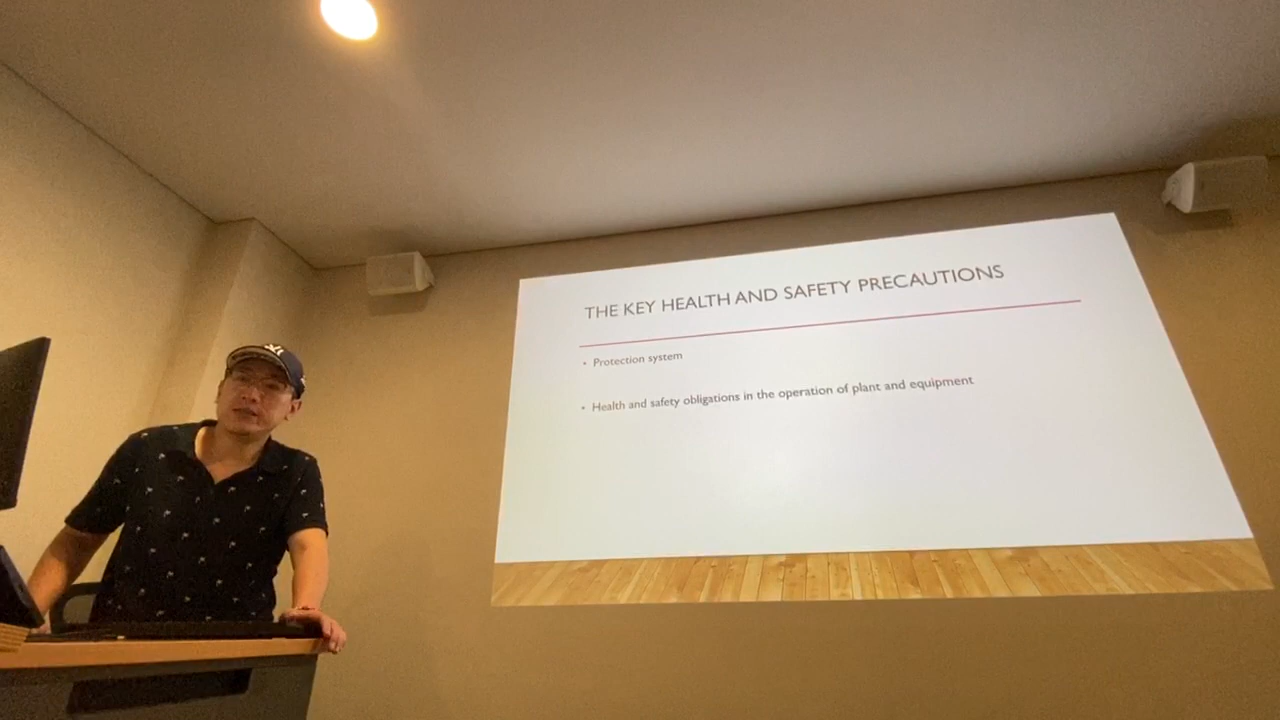 THE KEY HEALTH AND SAFETY PRECAUTIONS
• Protection system
• Health and safety obligations in the operation of plant and equipment